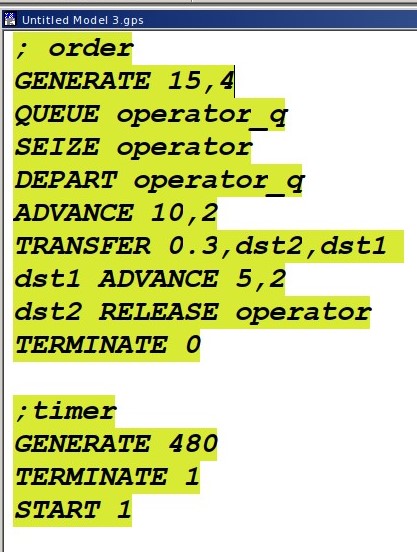 Untitled Model 3.gps
; order
GENERATE 15,4
QUEUE operator_q
SEIZE operator
DEPART operator_q
ADVANCE 10,2
TRANSFER 0.3,dst2,dst1
dst1 ADVANCE 5,2
dst2 RELEASE operator
TERMINATE 0
;timer
GENERATE 480
TERMINATE 1
START 1